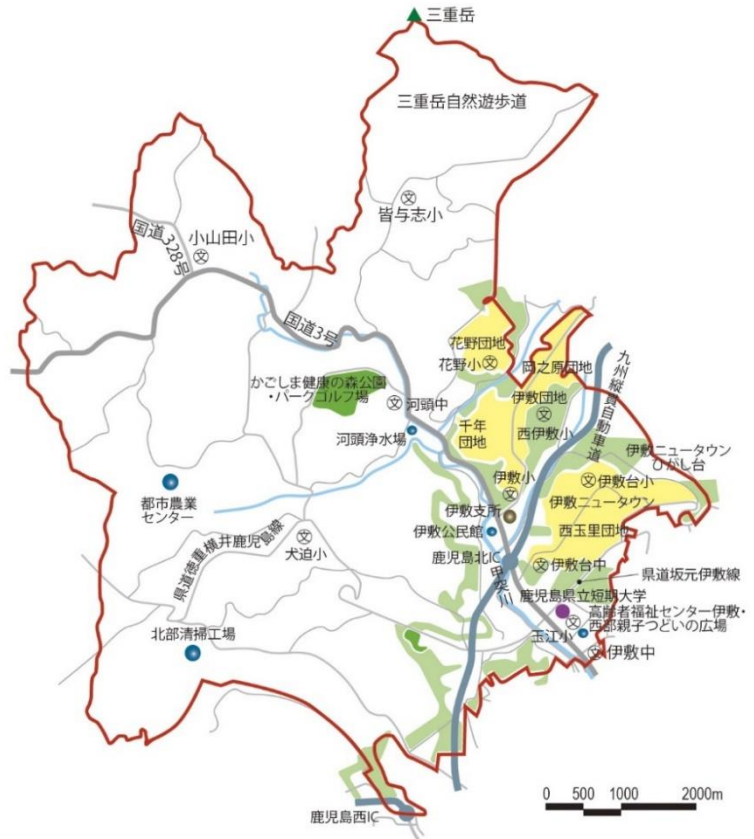 三重岳
三重岳自然遊歩道
皆与志小
国道328号
小山田小
国道3号
花野団地
花野小
岡之原団地
九州縦貫自動車道
伊敷団地
西伊敷小
かごしま健康の森公園
・パークゴルフ場
河頭中
千年
団地
河頭浄水場
伊敷ニュータウン
ひがし台
伊敷小
伊敷台小
伊敷ニュータウン
都市農業
センター
伊敷支所
伊敷公民館
西玉里団地
県道徳重横井鹿児島線
犬迫小
鹿児島北IC
甲突川
伊敷台中
県道坂元伊敷線
鹿児島県立短期大学
高齢者福祉センター伊敷・
西部親子つどいの広場
玉江小
北部清掃工場
伊敷中
鹿児島西IC
0 500 1000 2000m